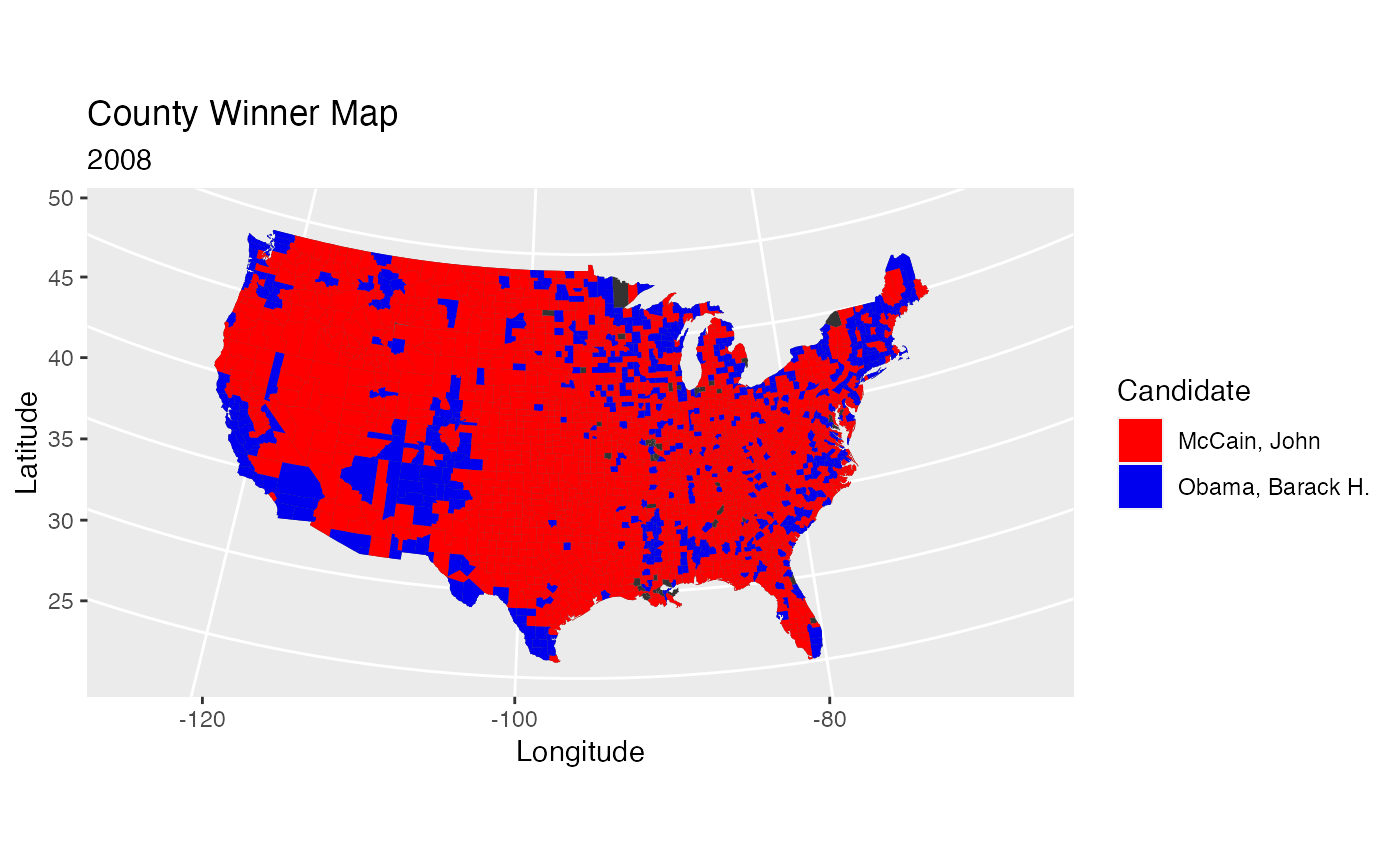 County Winner Map
2008
50
45
40
35
30
25
Latitude
-120
-100
-80
Longitude
Candidate
McCain, John
Obama, Barack H.